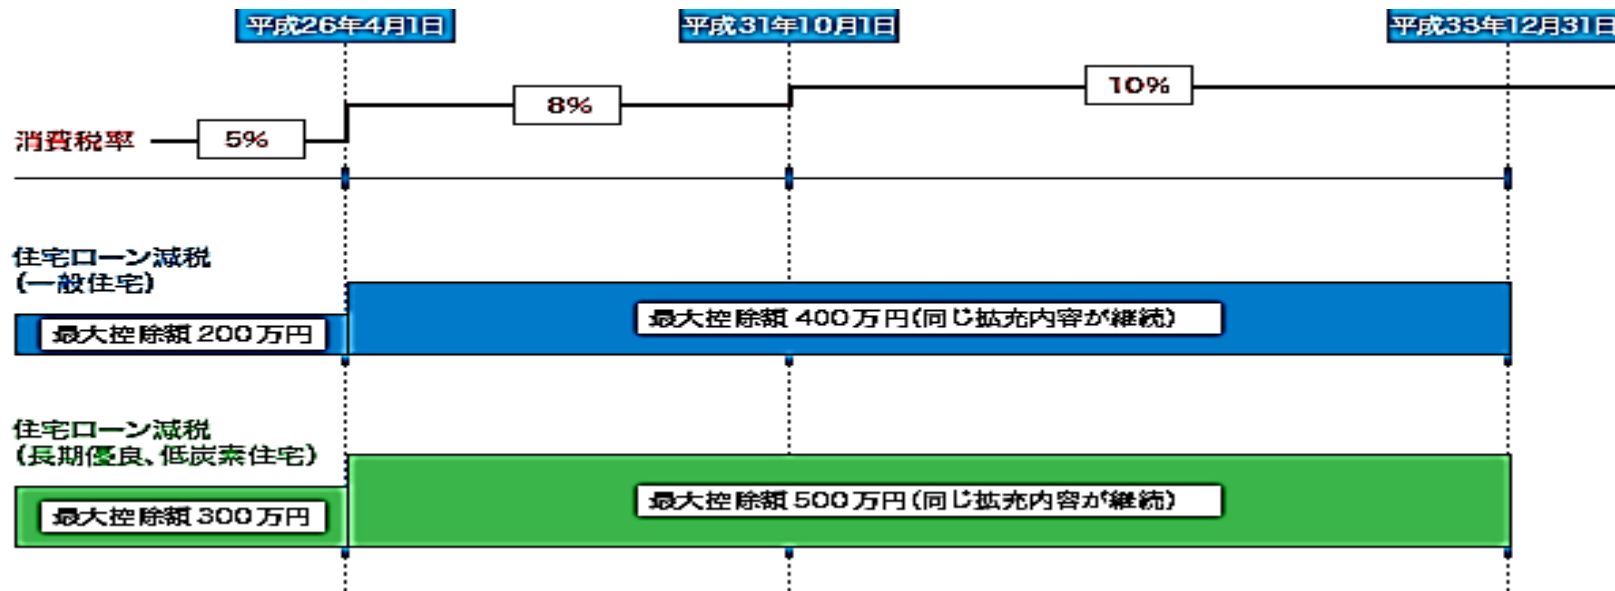 平成26年4月1日
平成31年10月1日
平成33年12月31日
10%
8%
消費税率
5%
住宅ローン減税
(一般住宅)
最大控除額400万円(同じ拡充内容が継続)
最大控除額200万円
住宅ローン減税
(長期優良、低炭素住宅)
最大控除額500万円(同じ拡充内容が継続)
最大控除額300万円